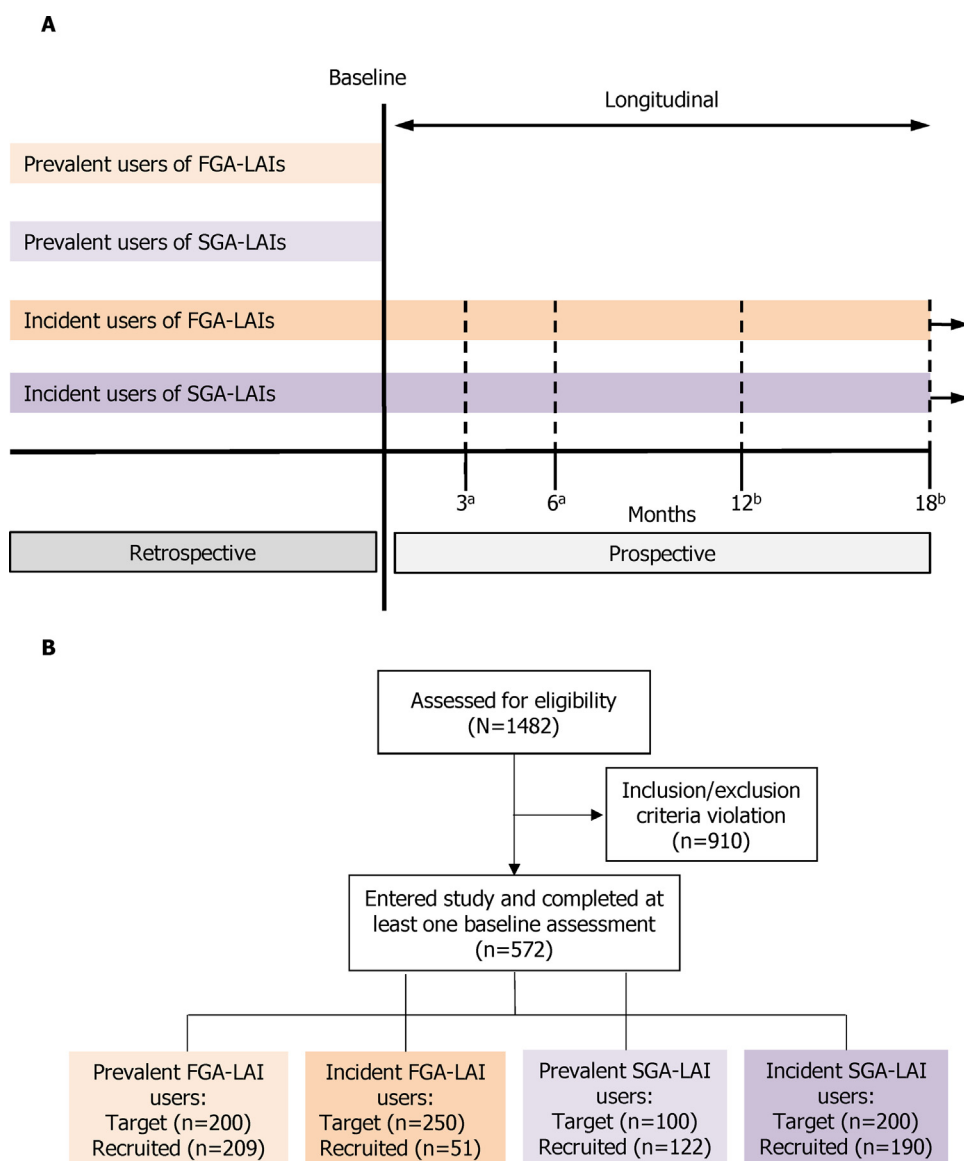 A
Baseline
Longitudinal
Prevalent users of FGA-LAIs
Prevalent users of SGA-LAIs
Incident users of FGA-LAIs
Incident users of SGA-LAIs
3ᵃ 6ᵃ 12ᵇ 18ᵇ
Months
Retrospective Prospective
B
Assessed for eligibility
(N=1482)
Inclusion/exclusion
criteria violation
(n=910)
Entered study and completed at
least one baseline assessment
(n=572)
Prevalent FGA-LAI
users:
Target (n=200)
Recruited (n=209)
Incident FGA-LAI
users:
Target (n=250)
Recruited (n=51)
Prevalent SGA-LAI
users:
Target (n=100)
Recruited (n=122)
Incident SGA-LAI
users:
Target (n=200)
Recruited (n=190)